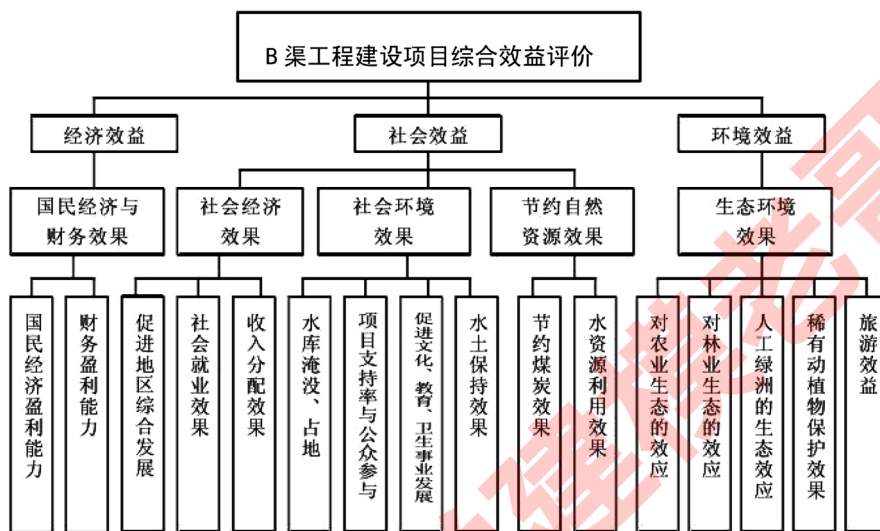 B 渠工程建设项目综合效益评价
经济效益
社会效益
环境效益
国民经济与
财务效果
社会经济
效果
社会环境
效果
节约自然
资源效果
生态环境
效果
国民经济盈利能力
财务盈利能力
促进地区综合发展
社会就业效果
收入分配效果
水库淹没、占地
项目支持率与公众参与
促进文化、教育、卫生事业发展
水土保持效果
节约煤炭效果
水资源利用效果
对农业生态的效应
对林业生态的效应
人工绿洲的生态效应
稀有动植物保护效果
旅游效益
建模老哥